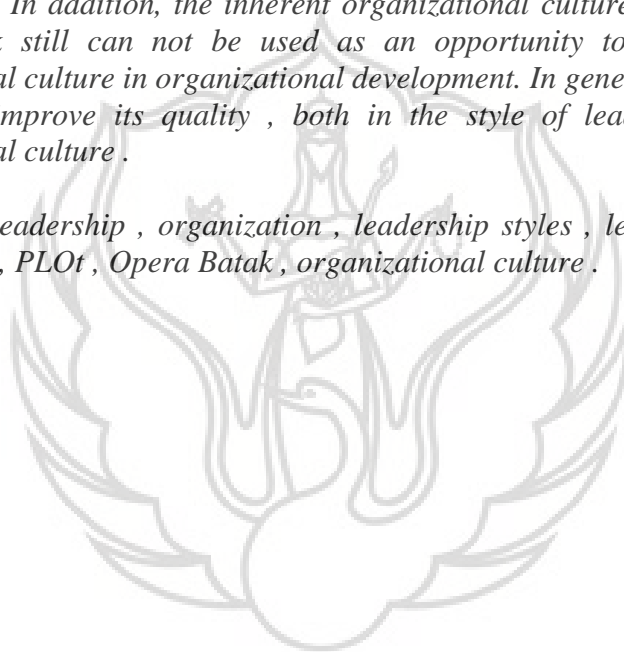 . In addition, the inherent organizational culture
still can not be used as an opportunity to
al culture in organizational development. In gene
mprove its quality , both in the style of lea
al culture .
eadership , organization , leadership styles , le
, PLOt , Opera Batak , organizational culture .